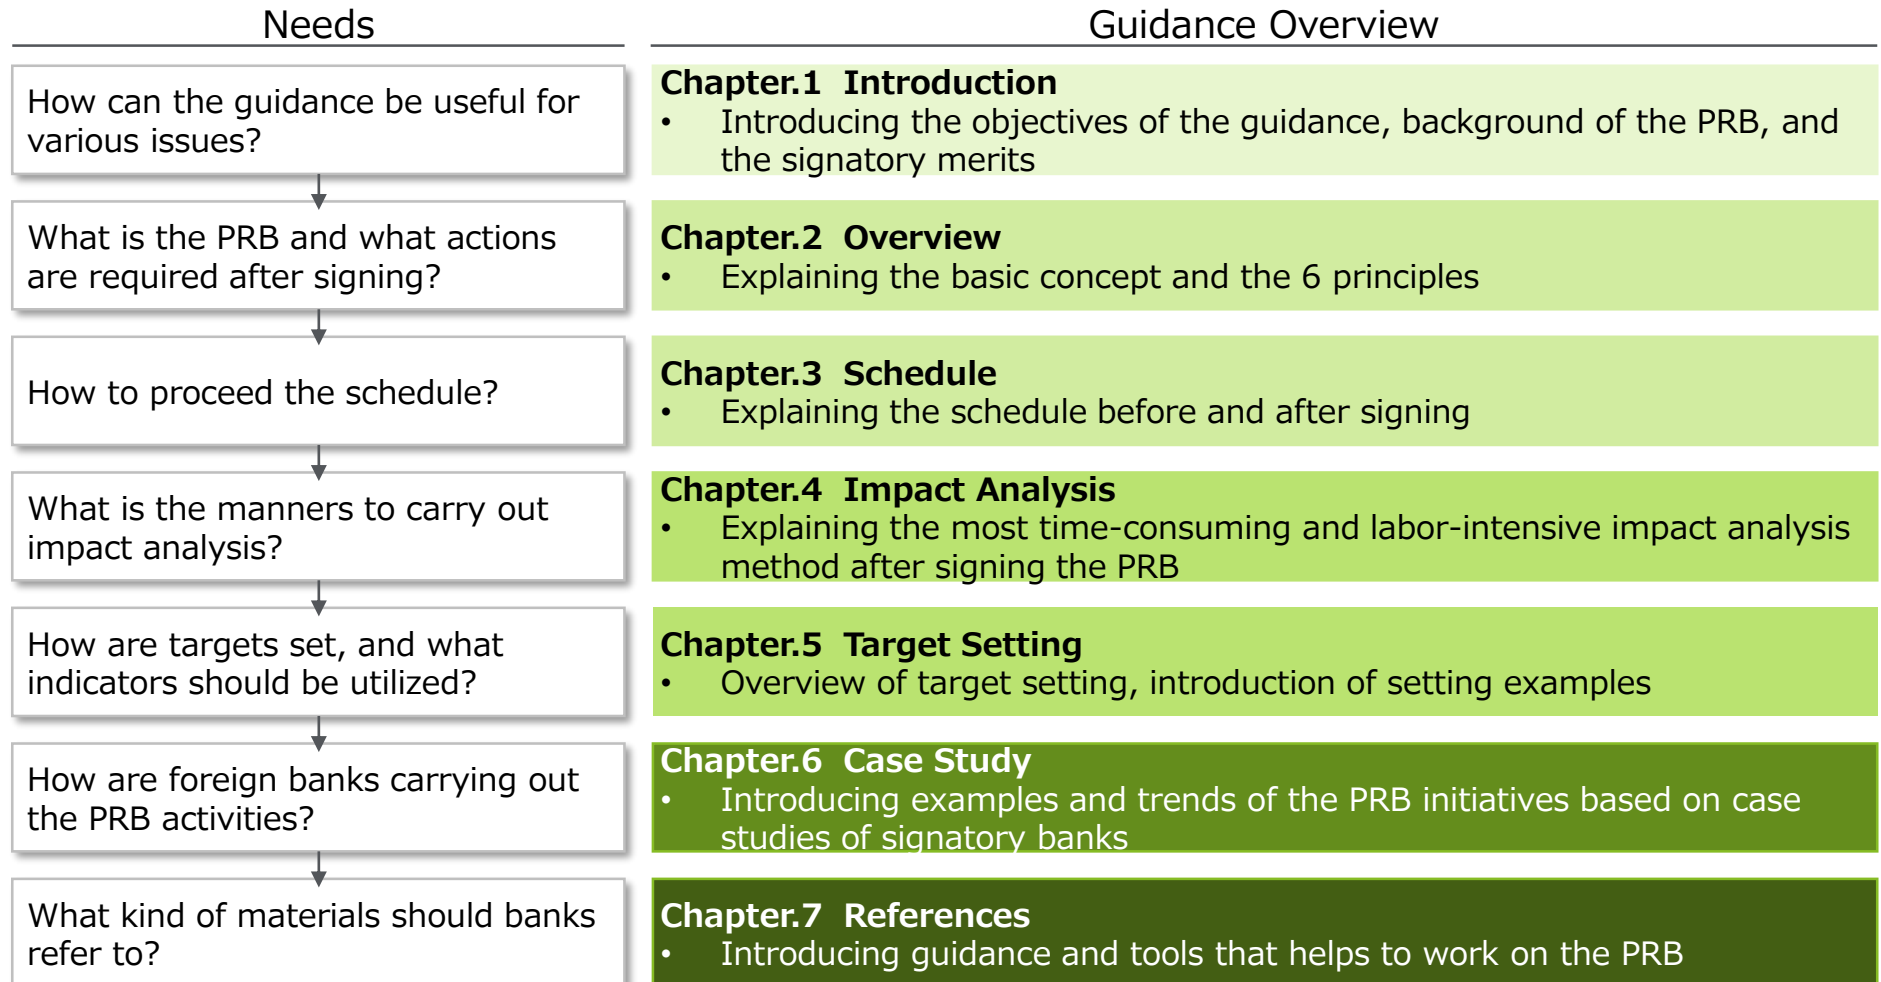 Needs
Guidance Overview
How can the guidance be useful for
various issues?
Chapter.1 Introduction
• Introducing the objectives of the guidance, background of the PRB, and
the signatory merits
What is the PRB and what actions
are required after signing?
Chapter.2 Overview
• Explaining the basic concept and the 6 principles
How to proceed the schedule?
Chapter.3 Schedule
• Explaining the schedule before and after signing
What is the manners to carry out
impact analysis?
Chapter.4 Impact Analysis
• Explaining the most time-consuming and labor-intensive impact analysis
method after signing the PRB
How are targets set, and what
indicators should be utilized?
Chapter.5 Target Setting
• Overview of target setting, introduction of setting examples
How are foreign banks carrying out
the PRB activities?
Chapter.6 Case Study
• Introducing examples and trends of the PRB initiatives based on case
studies of signatory banks
What kind of materials should banks
refer to?
Chapter.7 References
• Introducing guidance and tools that helps to work on the PRB